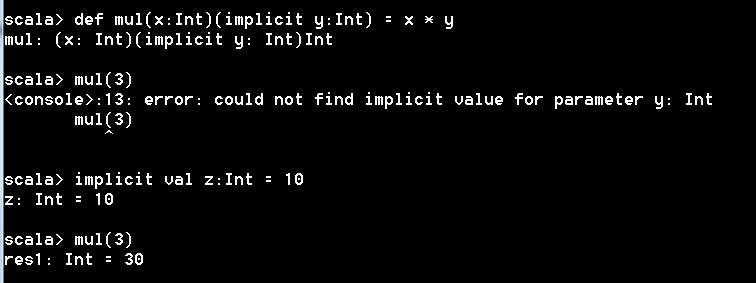 scala> def mul(x:Int)(implicit y:Int) = x * y
mul: (x: Int)(implicit y: Int)Int
scala> mul(3)
<console>:13: error: could not find implicit value for parameter y: Int
mul(3)
^
scala> implicit val z:Int = 10
z: Int = 10
scala> mul(3)
res1: Int = 30